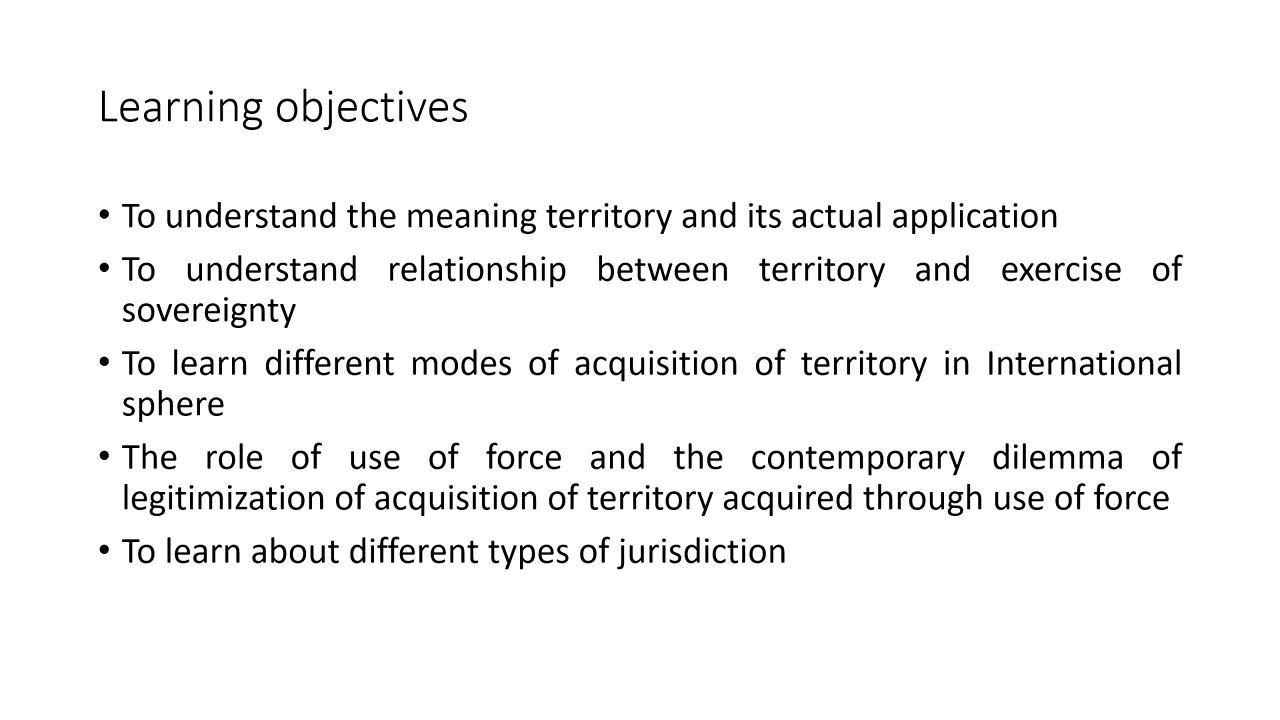 Learning objectives
• To understand the meaning territory and its actual application
• To understand relationship between territory and exercise of
sovereignty
• To learn different modes of acquisition of territory in International
sphere
• The role of use of force and the contemporary dilemma of
legitimization of acquisition of territory acquired through use of force
• To learn about different types of jurisdiction